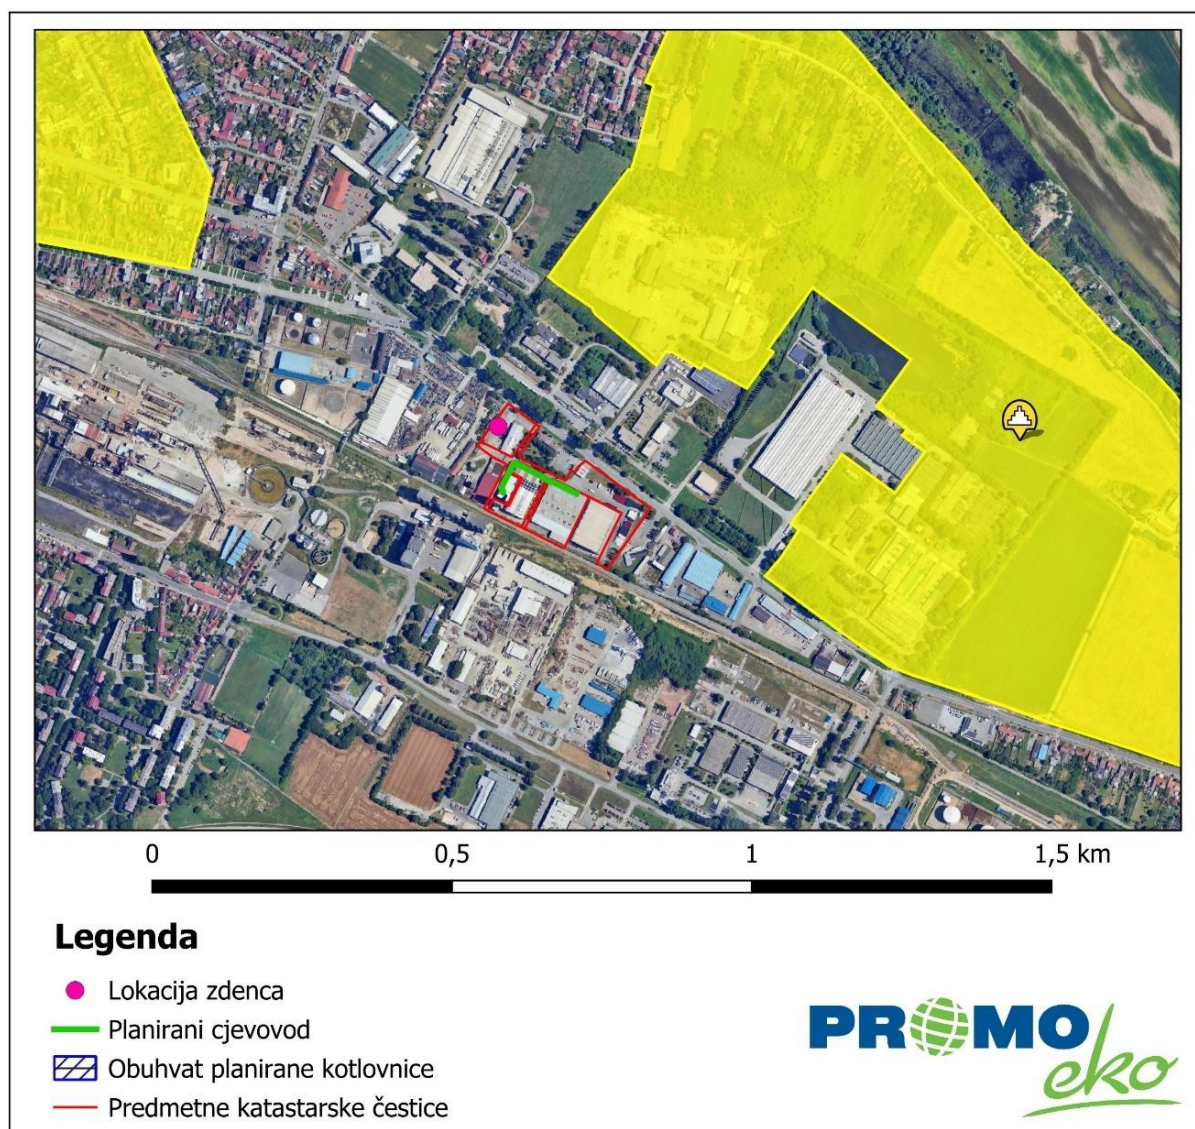 0 0,5 1 1,5 km
Legenda
Lokacija zdenca
Planirani cjevovod
Obuhvat planirane kotlovnice
Predmetne katastarske čestice
PROMO
eko